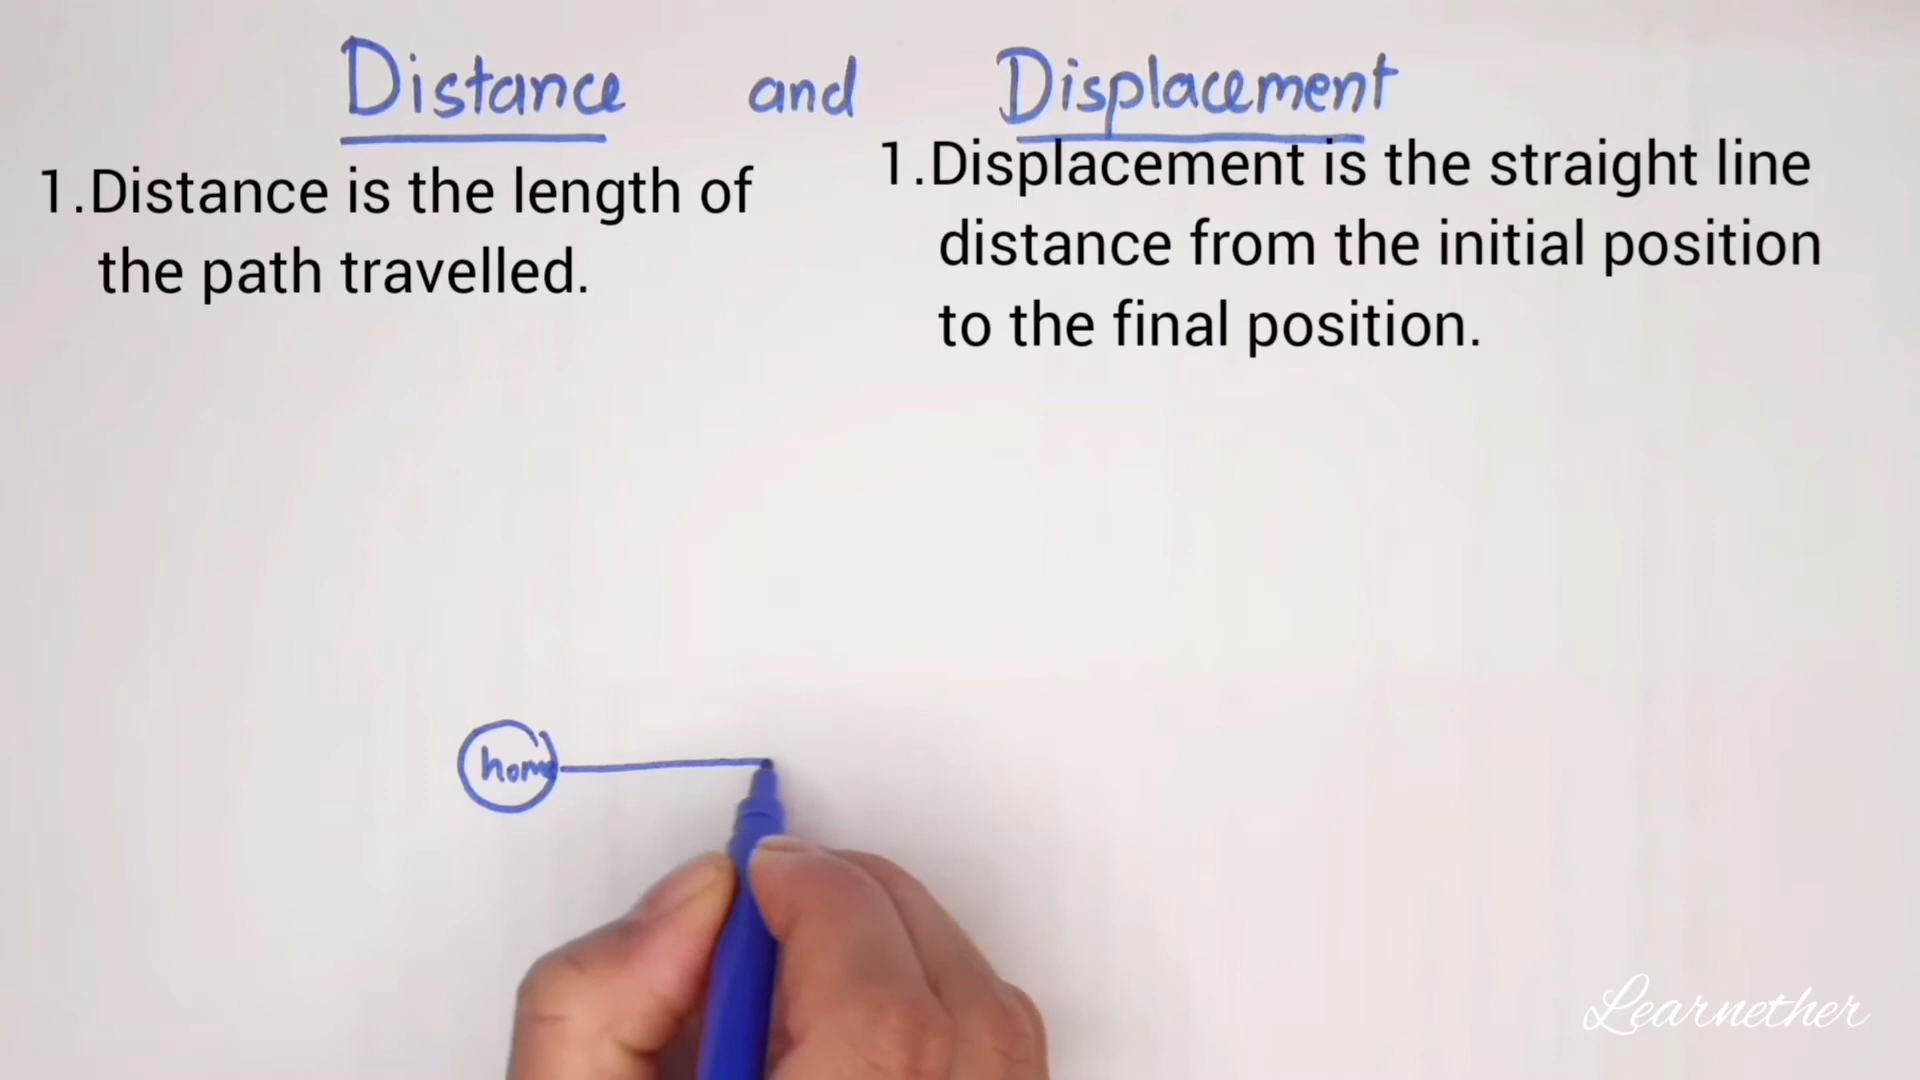 Distance and Displacement
1.Distance is the length of
the path travelled.
1.Displacement is the straight line
distance from the initial position
to the final position.
home
Learnether